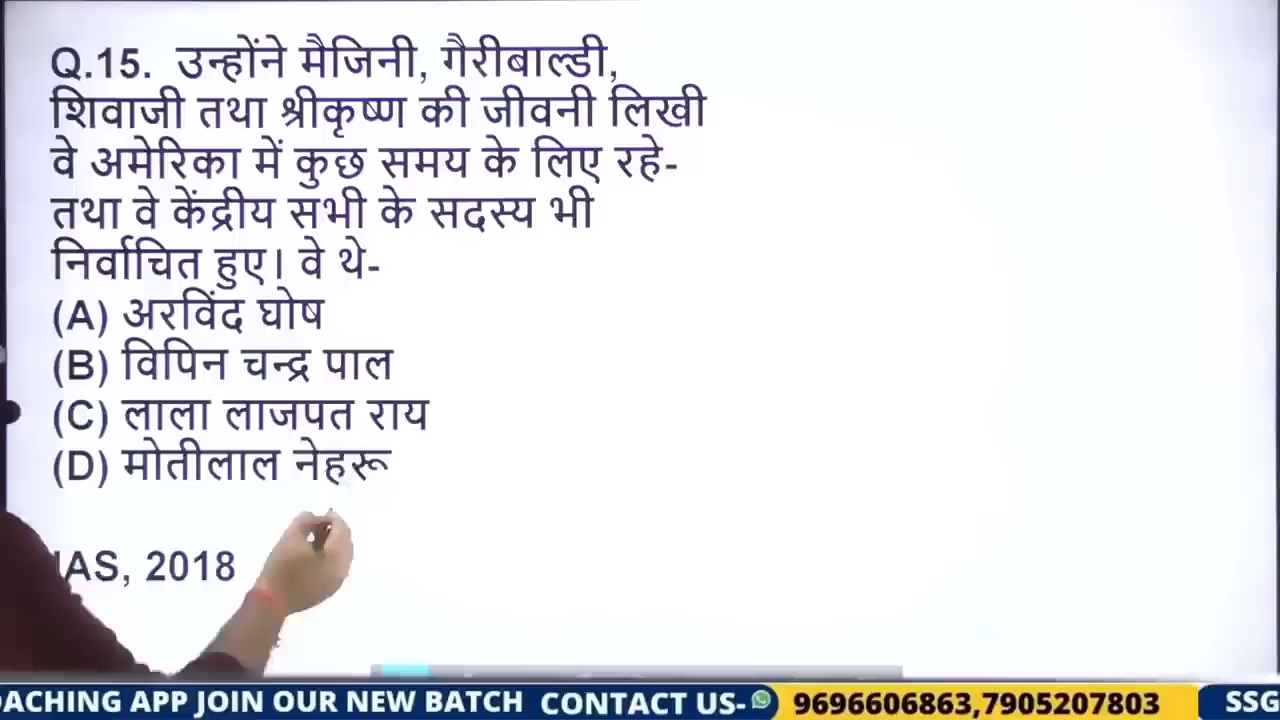 Q.15. उन्होंने मैजिनी, गैरीबाल्डी,
शिवाजी तथा श्रीकृष्ण की जीवनी लिखी
वे अमेरिका में कुछ समय के लिए रहे-
तथा वे केंद्रीय सभी के सदस्य भी
निर्वाचित हुए। वे थे-
(A) अरविंद घोष
(B) विपिन चन्द्र पाल
(C) लाला लाजपत राय
(D) मोतीलाल नेहरू
IAS, 2018
OACHING APP JOIN OUR NEW BATCH CONTACT US- 9696606863,7905207803 SSG